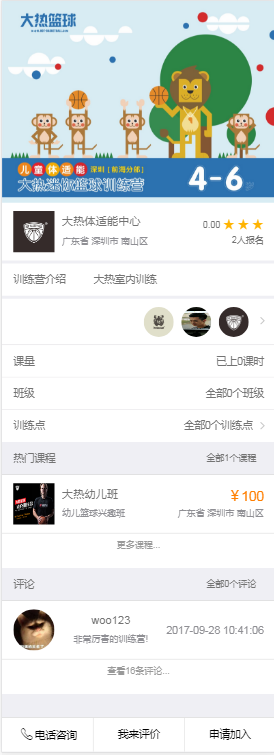 大热篮球
儿童体适能 深圳【前海分部】
大热迷你篮球训练营 4-6岁
大热体适能中心
0.00
广东省 深圳市 南山区
2人报名
训练营介绍 大热室内训练
课量 已上0课时
班级 全部0个班级
训练点 全部0个训练点
热门课程 全部1个课程
大热幼儿班 ￥100
幼儿篮球兴趣班 广东省 深圳市 南山区
更多课程...
评论 全部0个评论
woo123
非常厉害的训练营! 2017-09-28 10:41:06
查看16条评论...
电话咨询 我来评价 申请加入